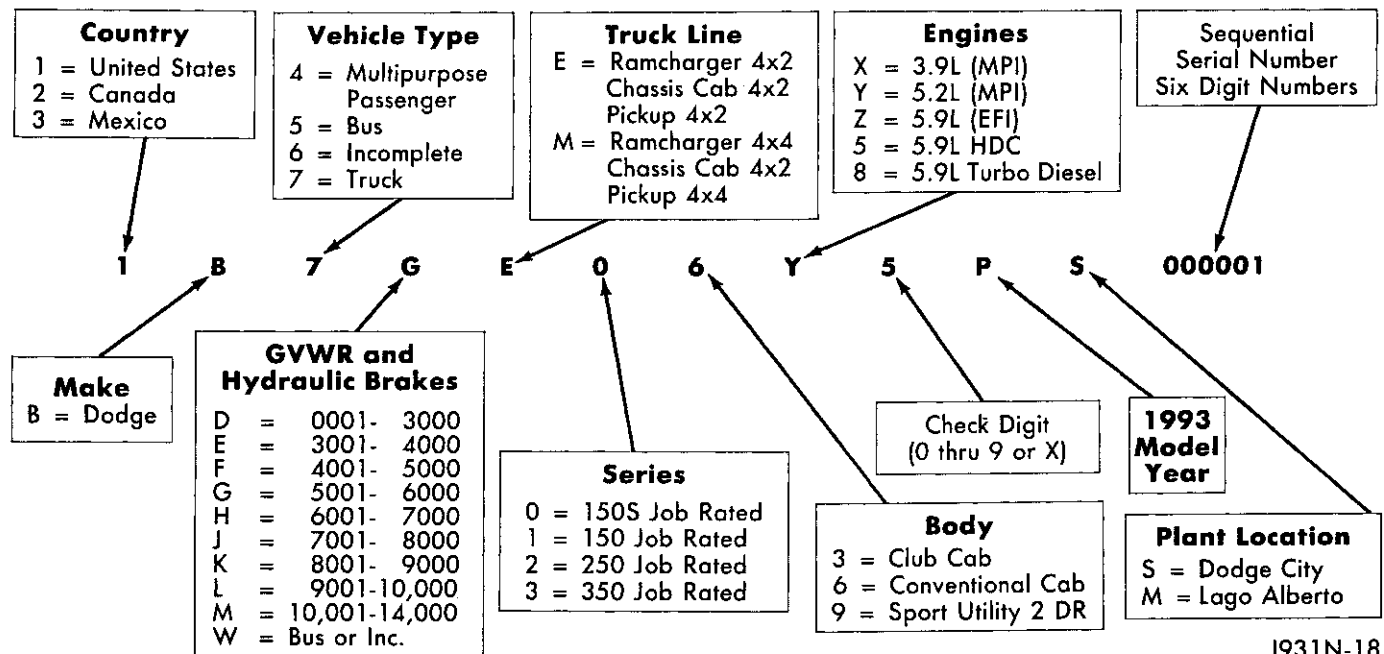 Country
1 = United States
2 = Canada
3 = Mexico
Vehicle Type
4 = Multipurpose
Passenger
5 = Bus
6 = Incomplete
7 = Truck
Truck Line
E = Ramcharger 4x2
Chassis Cab 4x2
Pickup 4x2
M = Ramcharger 4x4
Chassis Cab 4x2
Pickup 4x4
Engines
X = 3.9L (MPI)
Y = 5.2L (MPI)
Z = 5.9L (EFI)
5 = 5.9L HDC
8 = 5.9L Turbo Diesel
Sequential
Serial Number
Six Digit Numbers
1 B 7 G E 0 6 Y 5 P S 000001
Make
B = Dodge
GVWR and
Hydraulic Brakes
D = 0001- 3000
E = 3001- 4000
F = 4001- 5000
G = 5001- 6000
H = 6001- 7000
J = 7001- 8000
K = 8001- 9000
L = 9001-10,000
M = 10,001-14,000
W = Bus or Inc.
Series
0 = 150S Job Rated
1 = 150 Job Rated
2 = 250 Job Rated
3 = 350 Job Rated
Body
3 = Club Cab
6 = Conventional Cab
9 = Sport Utility 2 DR
Check Digit
(0 thru 9 or X)
1993
Model
Year
Plant Location
S = Dodge City
M = Lago Alberto
J931N-18